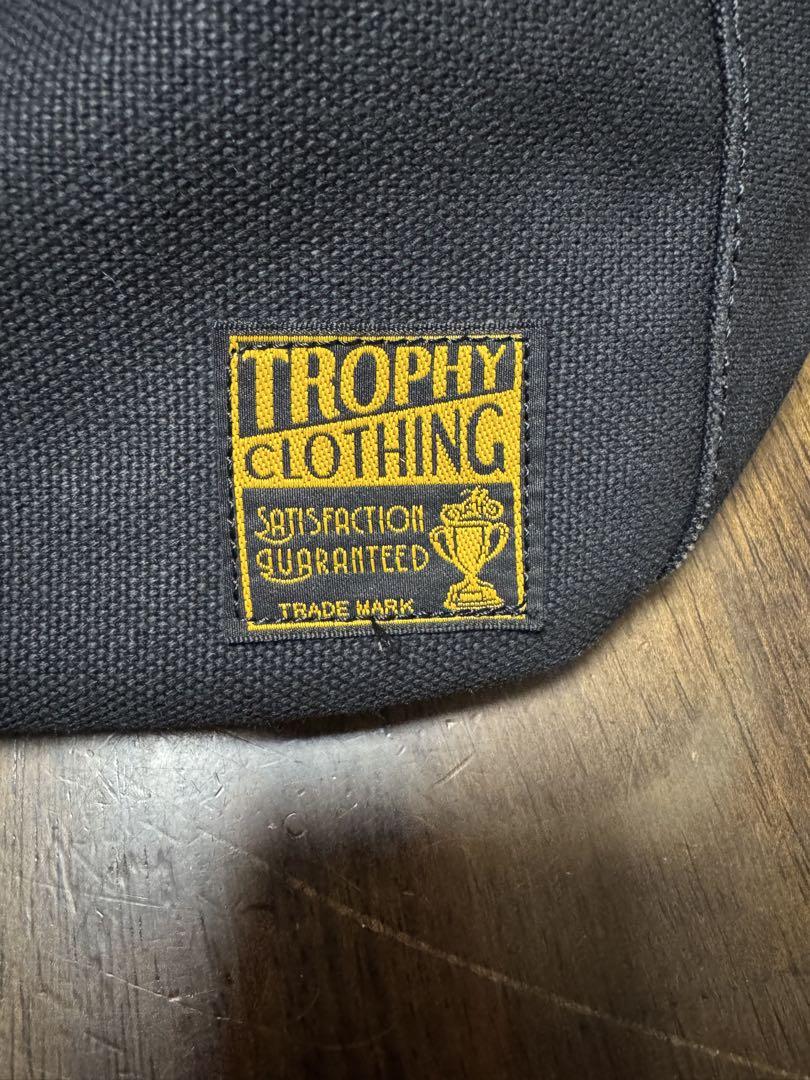 TROPHY
CLOTHING
SATISFACTION
GUARANTEED
TRADE MARK